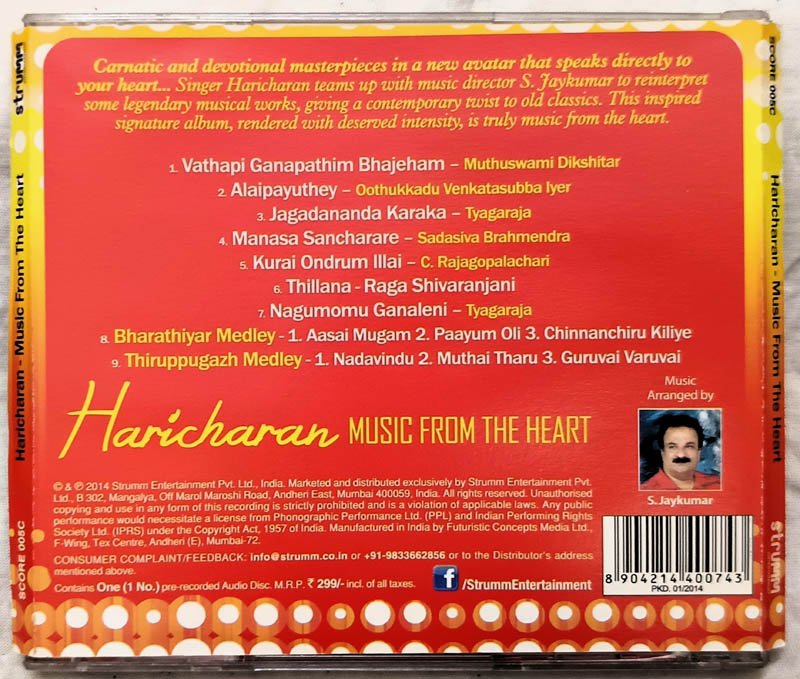 strumm
Haricharan - Music From The Heart
SCORE 005C
Carnatic and devotional masterpieces in a new avatar that speaks directly to
your heart... Singer Haricharan teams up with music director S. Jaykumar to reinterpret
some legendary musical works, giving a contemporary twist to old classics. This inspired
signature album, rendered with deserved intensity, is truly music from the heart.
1. Vathapi Ganapathim Bhajeham – Muthuswami Dikshitar
2. Alaipayuthey – Oothukkadu Venkatasubba Iyer
3. Jagadananda Karaka – Tyagaraja
4. Manasa Sancharare – Sadasiva Brahmendra
5. Kurai Ondrum Illai – C. Rajagopalachari
6. Thillana - Raga Shivaranjani
7. Nagumomu Ganaleni – Tyagaraja
8. Bharathiyar Medley - 1. Aasai Mugam 2. Paayum Oli 3. Chinnanchiru Kiliye
9. Thiruppugazh Medley - 1. Nadavindu 2. Muthai Tharu 3. Guruvai Varuvai
Haricharan MUSIC FROM THE HEART
Music
Arranged by
S. Jaykumar
© & ℗ 2014 Strumm Entertainment Pvt. Ltd., India. Marketed and distributed exclusively by Strumm Entertainment Pvt.
Ltd., B 302, Mangalya, Off Marol Maroshi Road, Andheri East, Mumbai 400059, India. All rights reserved. Unauthorised
copying and use in any form of this recording is strictly prohibited and is a violation of applicable laws. Any public
performance would necessitate a license from Phonographic Performance Ltd. (PPL) and Indian Performing Rights
Society Ltd. (IPRS) under the Copyright Act, 1957 of India. Manufactured in India by Futuristic Concepts Media Ltd.,
F-Wing, Tex Centre, Andheri (E), Mumbai-72.
CONSUMER COMPLAINT/FEEDBACK: info@strumm.co.in or +91-9833662856 or to the Distributor's address
mentioned above.
Contains One (1 No.) pre-recorded Audio Disc. M.R.P. ₹ 299/- incl. of all taxes.
f /StrummEntertainment
8 904214 400743
PKD. 01/2014
SCORE 005C
Haricharan - Music From The Heart
strumm